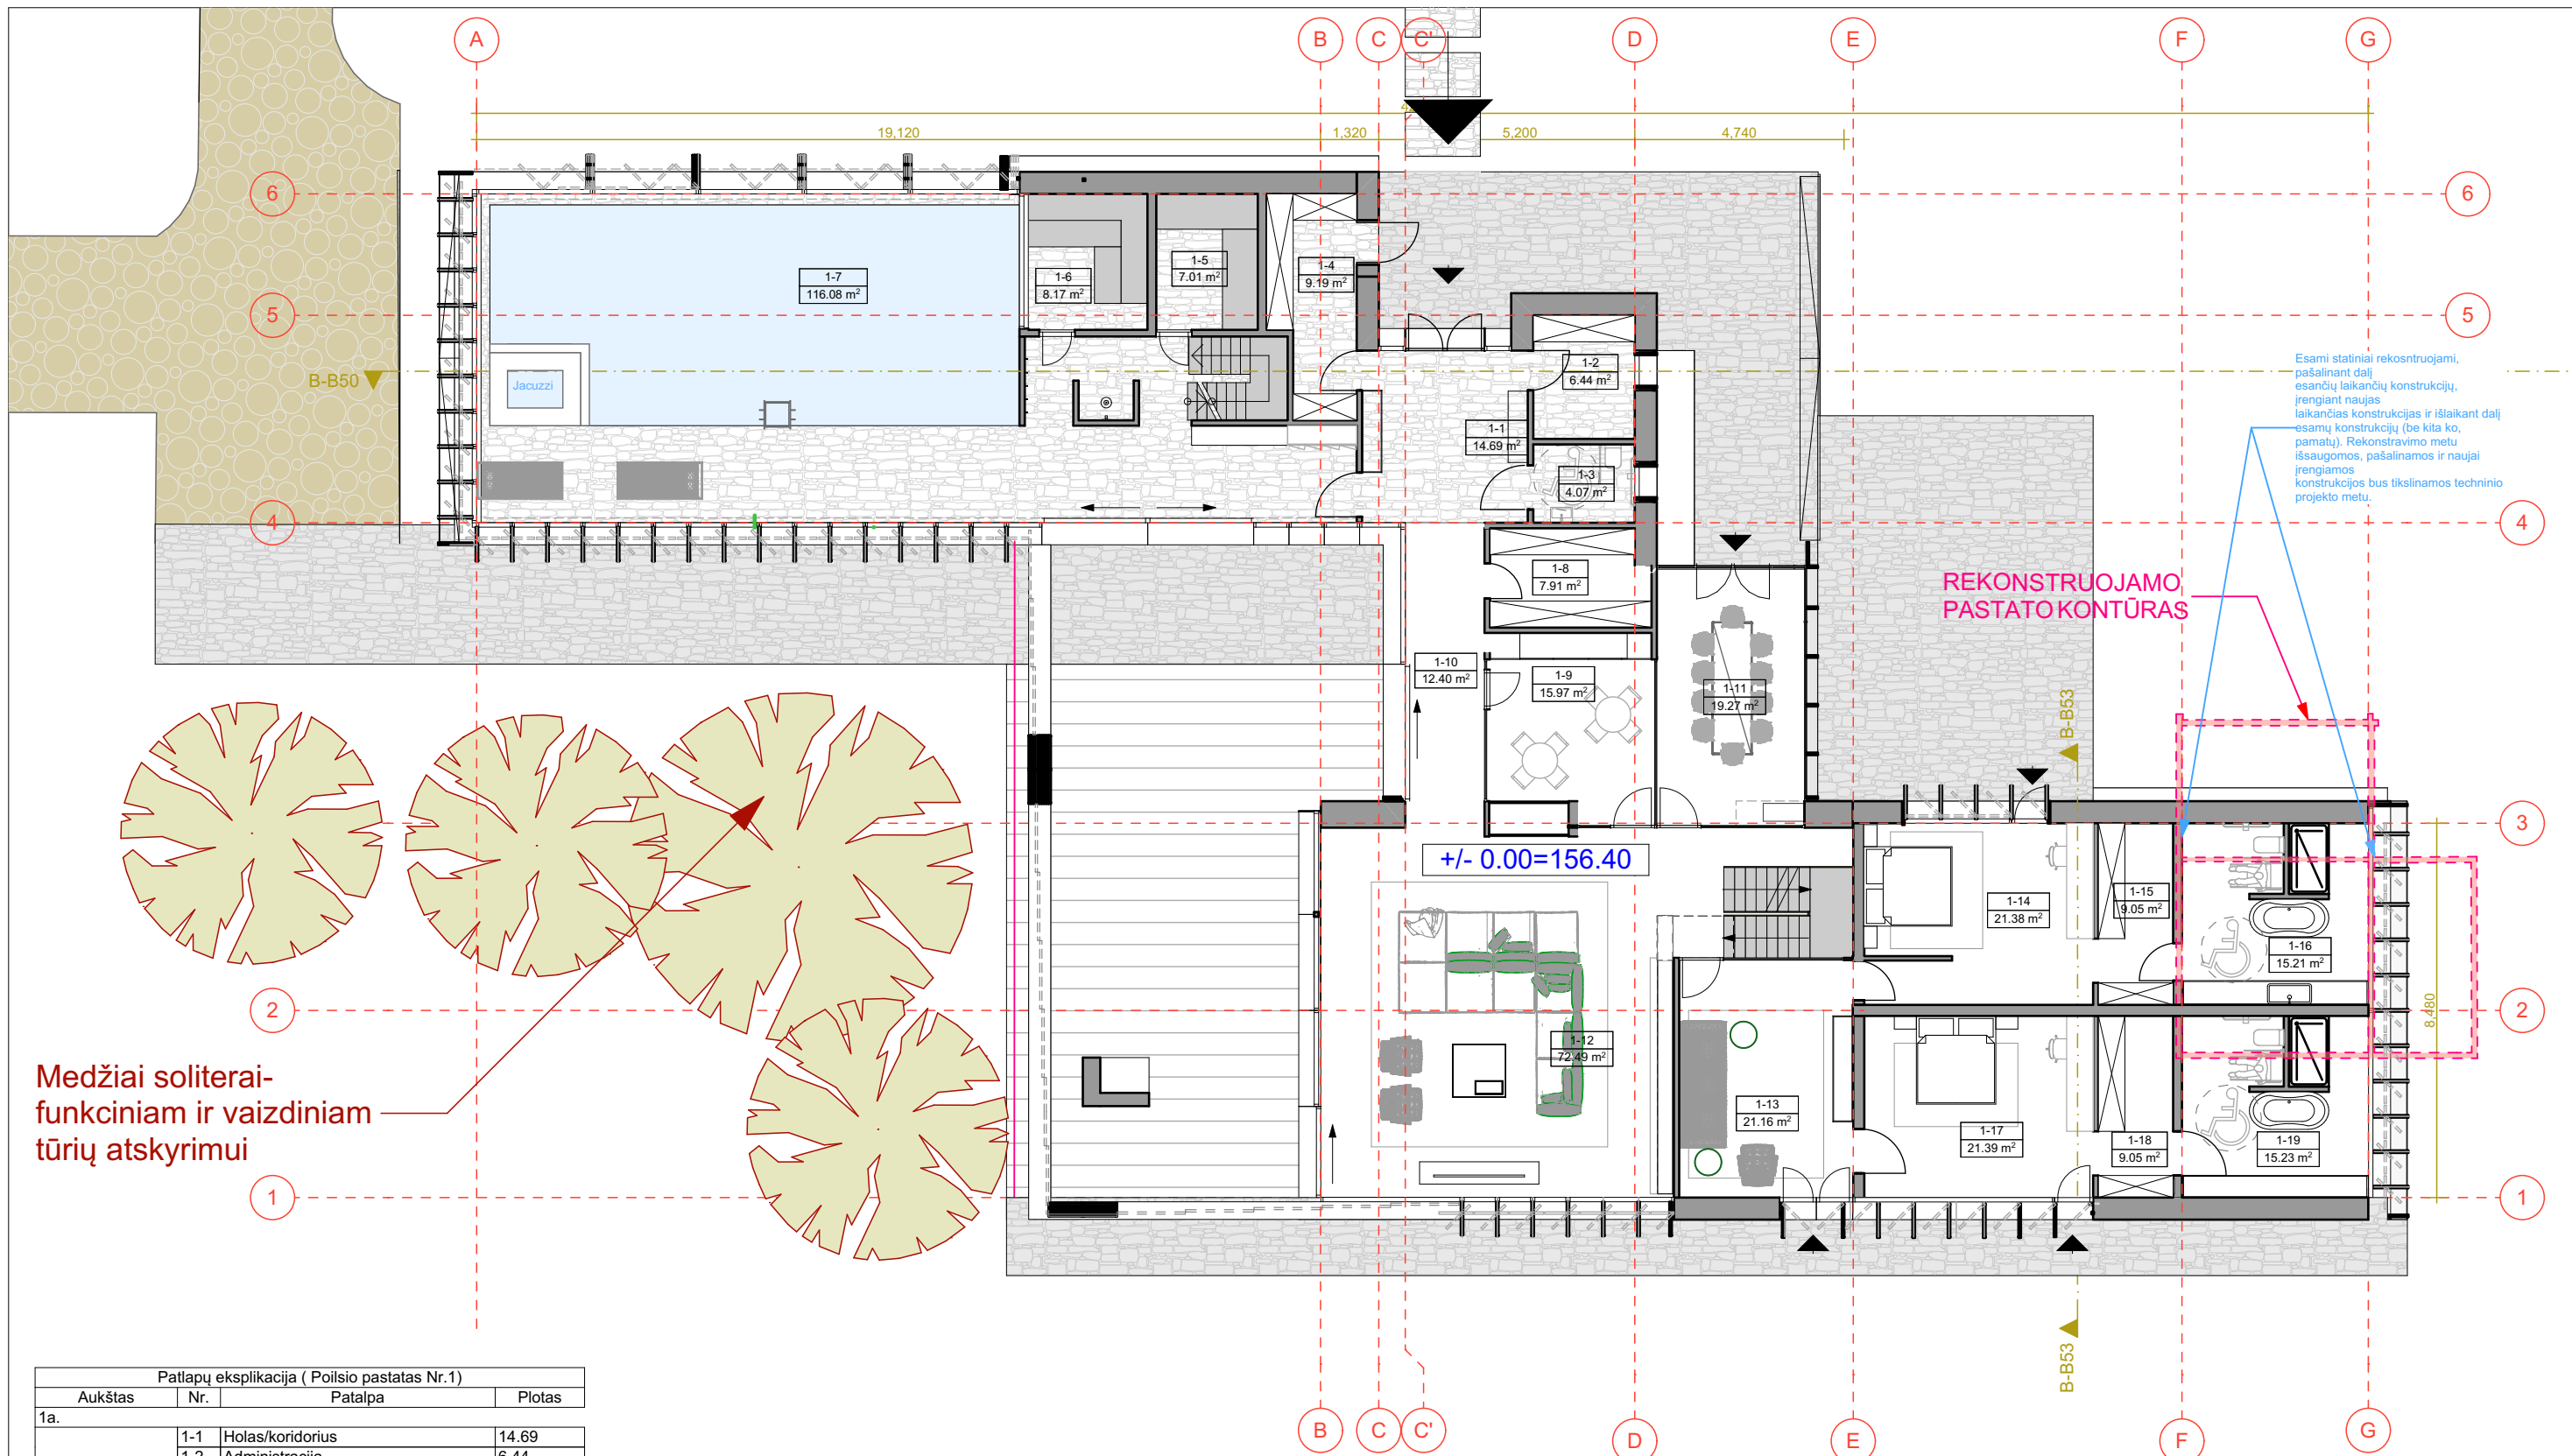 A
B
C
C'
D
E
F
G
19,120
1,320
5,200
4,740
6
6
1-7
116.08 m²
1-6
8.17 m²
1-5
7.01 m²
1-4
9.19 m²
5
5
B-B50
Jacuzzi
1-2
6.44 m²
1-1
14.69 m²
1-3
4.07 m²
Esami statiniai rekosntruojami,
pašalinant dalį
esančių laikančių konstrukcijų,
įrengiant naujas
laikančias konstrukcijas ir išlaikant dalį
esamų konstrukcijų (be kita ko,
pamatų). Rekonstravimo metu
išsaugomos, pašalinamos ir naujai
įrengiamos
konstrukcijos bus tikslinamos techninio
projekto metu.
4
4
1-8
7.91 m²
REKONSTRUOJAMO
PASTATO KONTŪRAS
1-10
12.40 m²
1-9
15.97 m²
1-11
19.27 m²
B-B53
3
+/- 0.00=156.40
1-14
21.38 m²
1-15
9.05 m²
1-16
15.21 m²
2
2
8,480
1-12
72.49 m²
1-13
21.16 m²
1-17
21.39 m²
1-18
9.05 m²
1-19
15.23 m²
Medžiai soliterai-
funkciniam ir vaizdiniam
tūrių atskyrimui
1
1
B-B53
Patlapų eksplikacija ( Poilsio pastatas Nr.1)
Aukštas Nr. Patalpa Plotas
1a.
1-1 Holas/koridorius 14.69
1-2 Administracija 6.44
B
C
C'
D
E
F
G